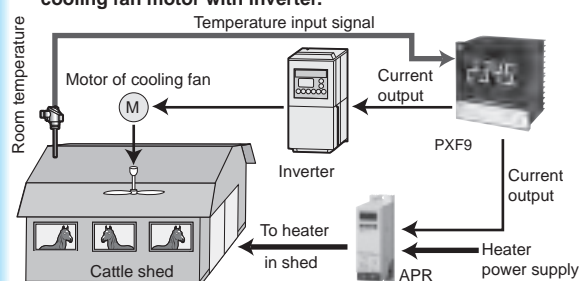 cooling fan motor with inverter.
Temperature input signal
Room temperature
Motor of cooling fan
M
Current
output
PXF9
Inverter
Current
output
To heater
in shed
Heater
power supply
Cattle shed
APR